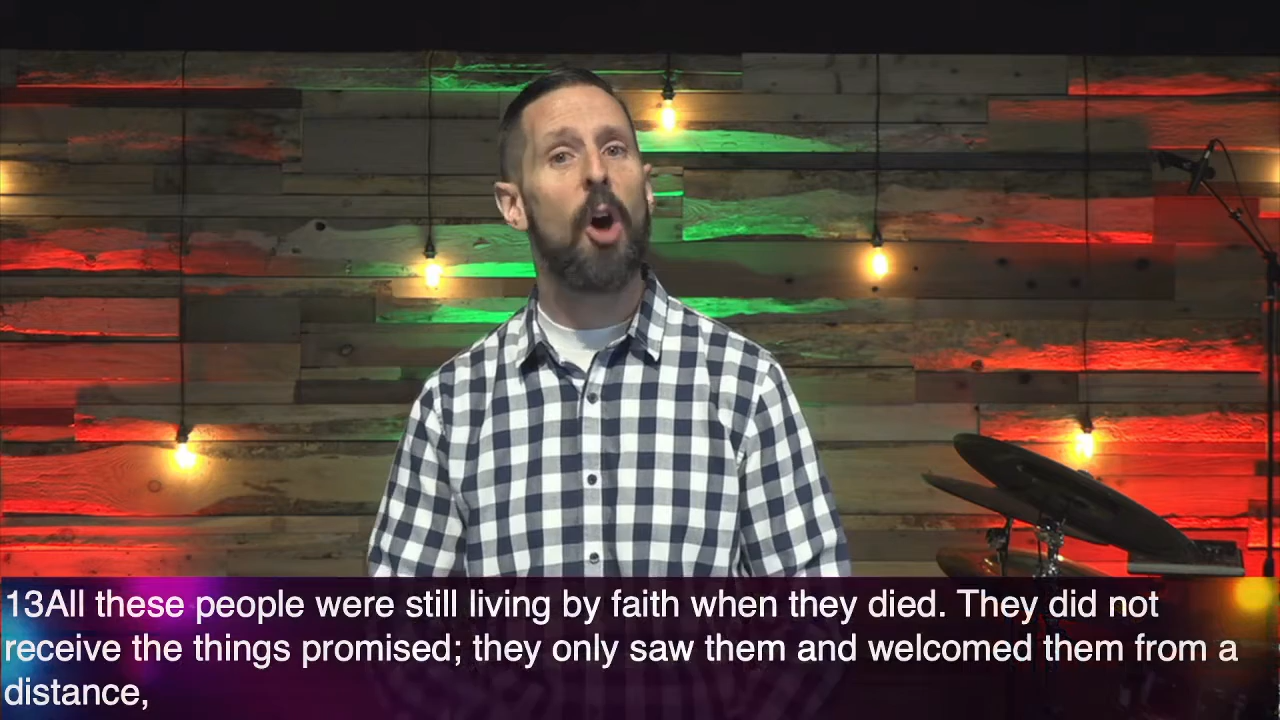 13All these people were still living by faith when they died. They did not
receive the things promised; they only saw them and welcomed them from a
distance,